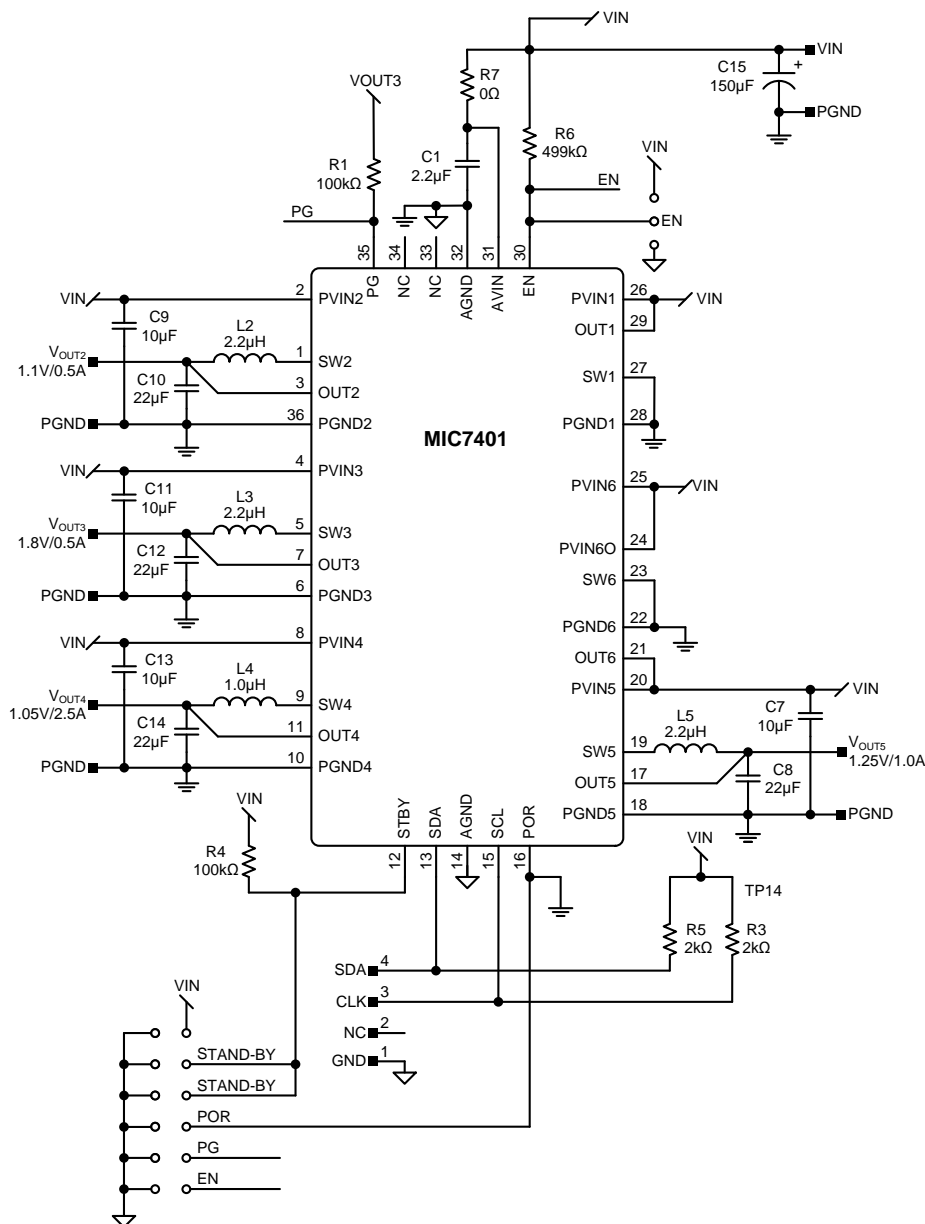 VIN
VIN
VOUT3
R7
0Ω
C15
150µF
+
PGND
R1
100kΩ
C1
2.2µF
R6
499kΩ
VIN
EN
EN
PG
35
34
33
32
31
30
PG
NC
NC
AGND
AVIN
EN
VIN
2
PVIN2
C9
10µF
L2
2.2µH
VOUT2
1.1V/0.5A
1
SW2
C10
22µF
3
OUT2
PGND
36
PGND2
PVIN1
26
VIN
OUT1
29
SW1
27
PGND1
28
MIC7401
VIN
4
PVIN3
C11
10µF
L3
2.2µH
VOUT3
1.8V/0.5A
5
SW3
C12
22µF
7
OUT3
PGND
6
PGND3
PVIN6
25
VIN
PVIN6O
24
SW6
23
PGND6
22
VIN
8
PVIN4
C13
10µF
L4
1.0µH
VOUT4
1.05V/2.5A
9
SW4
C14
22µF
11
OUT4
PGND
10
PGND4
OUT6
21
PVIN5
20
VIN
C7
10µF
L5
2.2µH
SW5
19
VOUT5
1.25V/1.0A
OUT5
17
C8
22µF
PGND5
18
PGND
STBY
SDA
AGND
SCL
POR
12
13
14
15
16
VIN
R4
100kΩ
VIN
TP14
R5
2kΩ
R3
2kΩ
SDA
4
CLK
3
NC
2
GND
1
VIN
STAND-BY
STAND-BY
POR
PG
EN